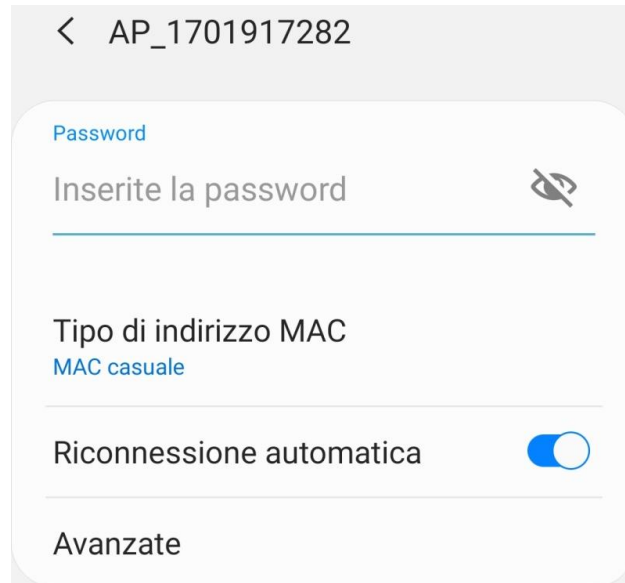 AP_1701917282
Password
Inserite la password
Tipo di indirizzo MAC
MAC casuale
Riconnessione automatica
Avanzate